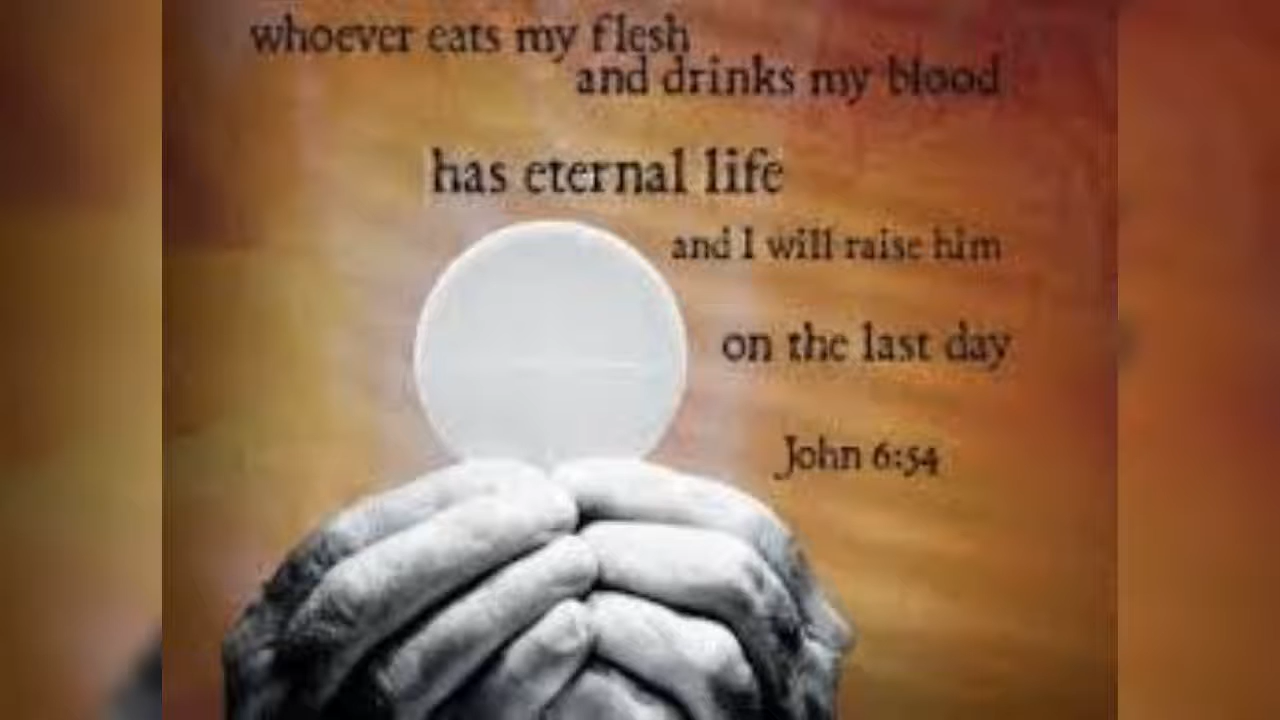 whoever eats my flesh
and drinks my blood
has eternal life
and I will raise him
on the last day
John 6:54